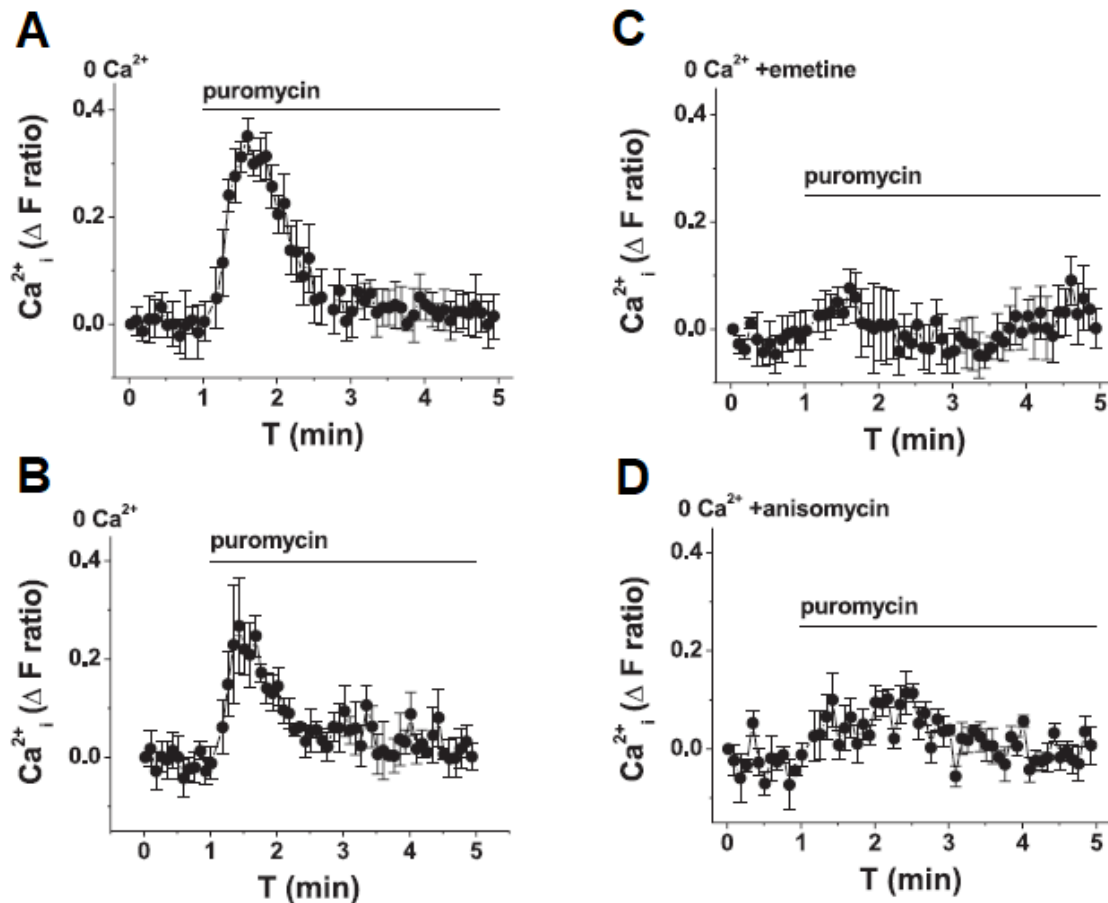 A
0 Ca²⁺
puromycin
0.4
0.2
0.0
Ca²⁺ᵢ (Δ F ratio)
0 1 2 3 4 5
T (min)
B
0 Ca²⁺
puromycin
0.4
0.2
0.0
Ca²⁺ᵢ (Δ F ratio)
0 1 2 3 4 5
T (min)
C
0 Ca²⁺ +emetine
puromycin
0.4
0.2
0.0
Ca²⁺ᵢ (Δ F ratio)
0 1 2 3 4 5
T (min)
D
0 Ca²⁺ +anisomycin
puromycin
0.4
0.2
0.0
Ca²⁺ᵢ (Δ F ratio)
0 1 2 3 4 5
T (min)